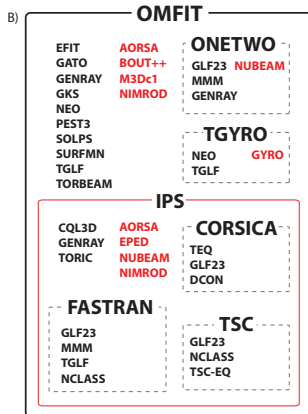 B)
OMFIT
EFIT
GATO
GENRAY
GKS
NEO
PEST3
SOLPS
SURFMN
TGLF
TORBEAM
AORSA
BOUT++
M3Dc1
NIMROD
ONETWO
GLF23 NUBEAM
MMM
GENRAY
TGYRO
NEO GYRO
TGLF
IPS
CQL3D
GENRAY
TORIC
AORSA
EPED
NUBEAM
NIMROD
CORSICA
TEQ
GLF23
DCON
FASTRAN
GLF23
MMM
TGLF
NCLASS
TSC
GLF23
NCLASS
TSC-EQ